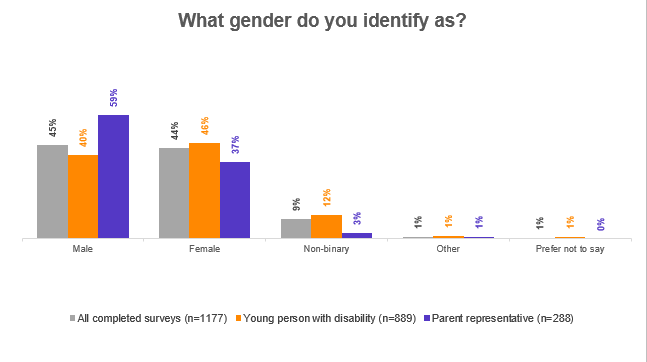 What gender do you identify as?
45%
40%
59%
44%
46%
37%
9%
12%
3%
1%
1%
1%
1%
1%
0%
Male
Female
Non-binary
Other
Prefer not to say
All completed surveys (n=1177)
Young person with disability (n=889)
Parent representative (n=288)